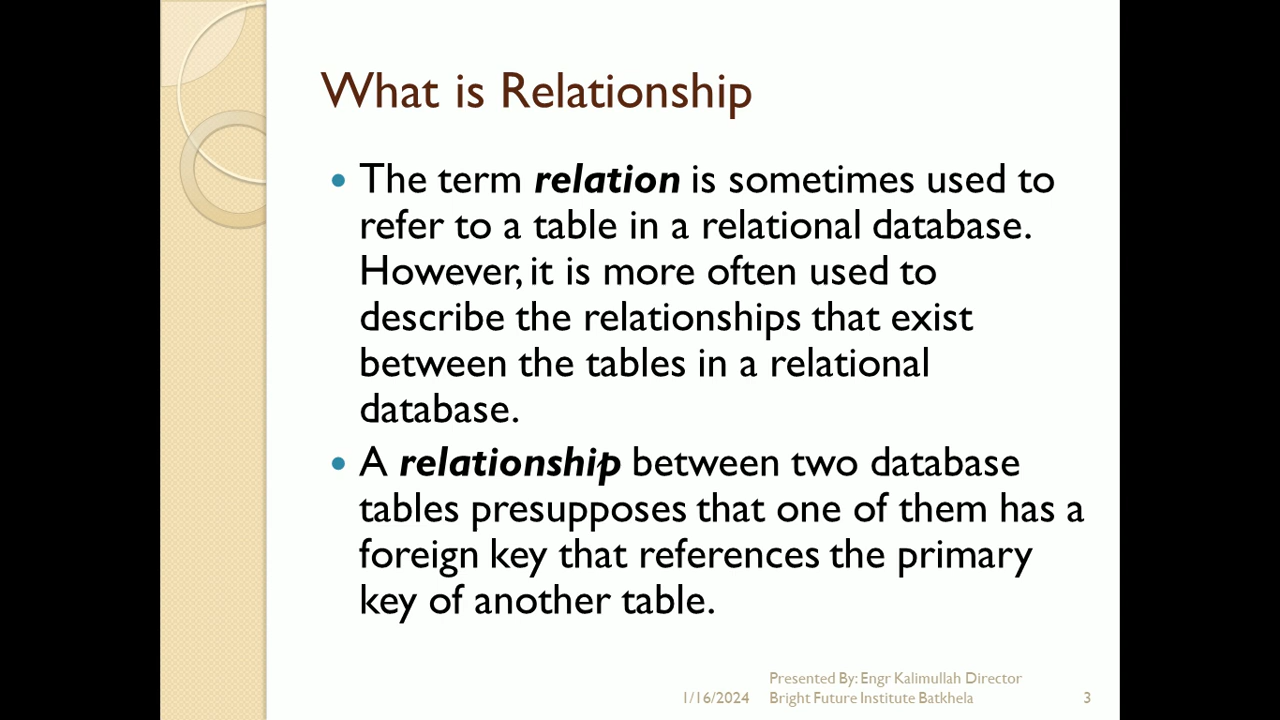 What is Relationship
• The term relation is sometimes used to
refer to a table in a relational database.
However, it is more often used to
describe the relationships that exist
between the tables in a relational
database.
• A relationship between two database
tables presupposes that one of them has a
foreign key that references the primary
key of another table.
Presented By: Engr Kalimullah Director
1/16/2024 Bright Future Institute Batkhela 3